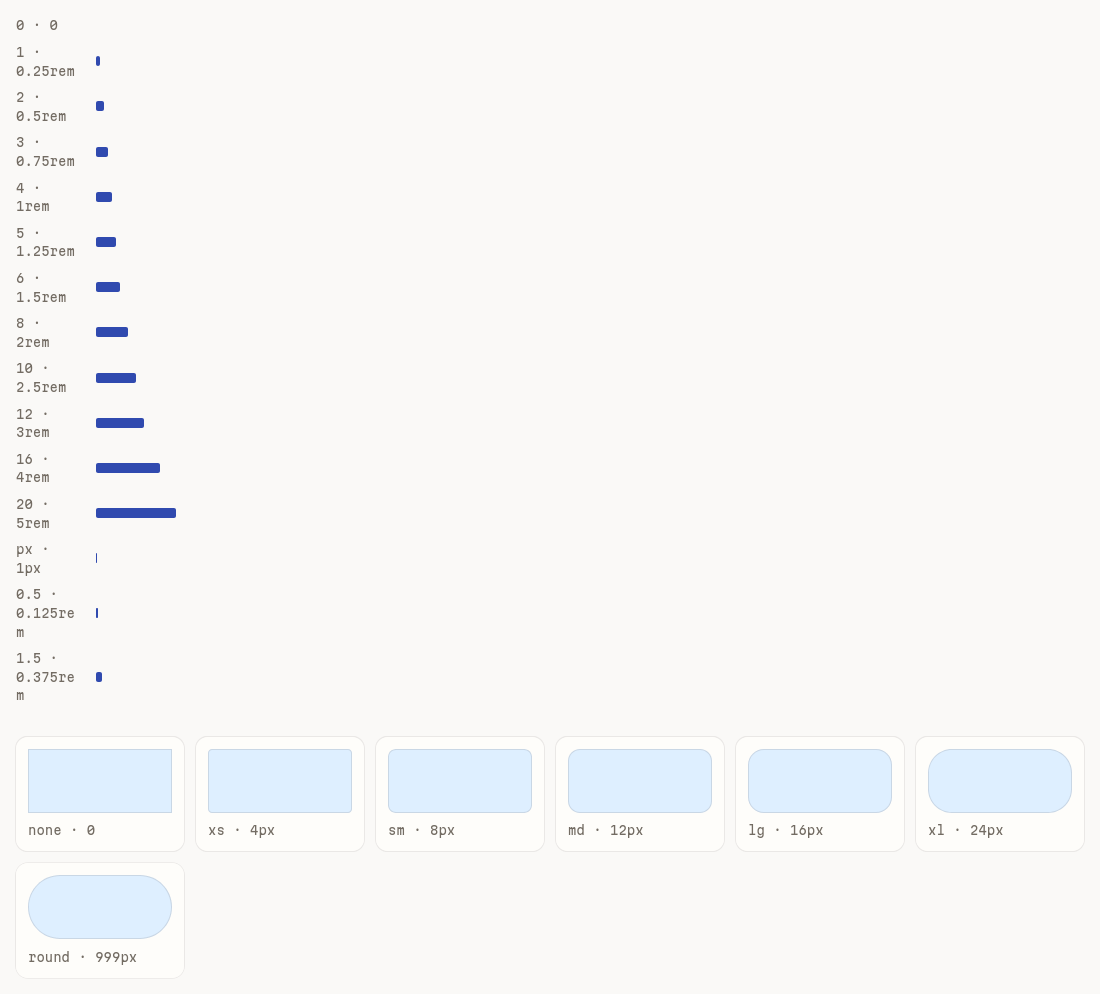 0 · 0
1 ·
0.25rem
2 ·
0.5rem
3 ·
0.75rem
4 ·
1rem
5 ·
1.25rem
6 ·
1.5rem
8 ·
2rem
10 ·
2.5rem
12 ·
3rem
16 ·
4rem
20 ·
5rem
px ·
1px
0.5 ·
0.125re
m
1.5 ·
0.375re
m
none · 0
xs · 4px
sm · 8px
md · 12px
lg · 16px
xl · 24px
round · 999px